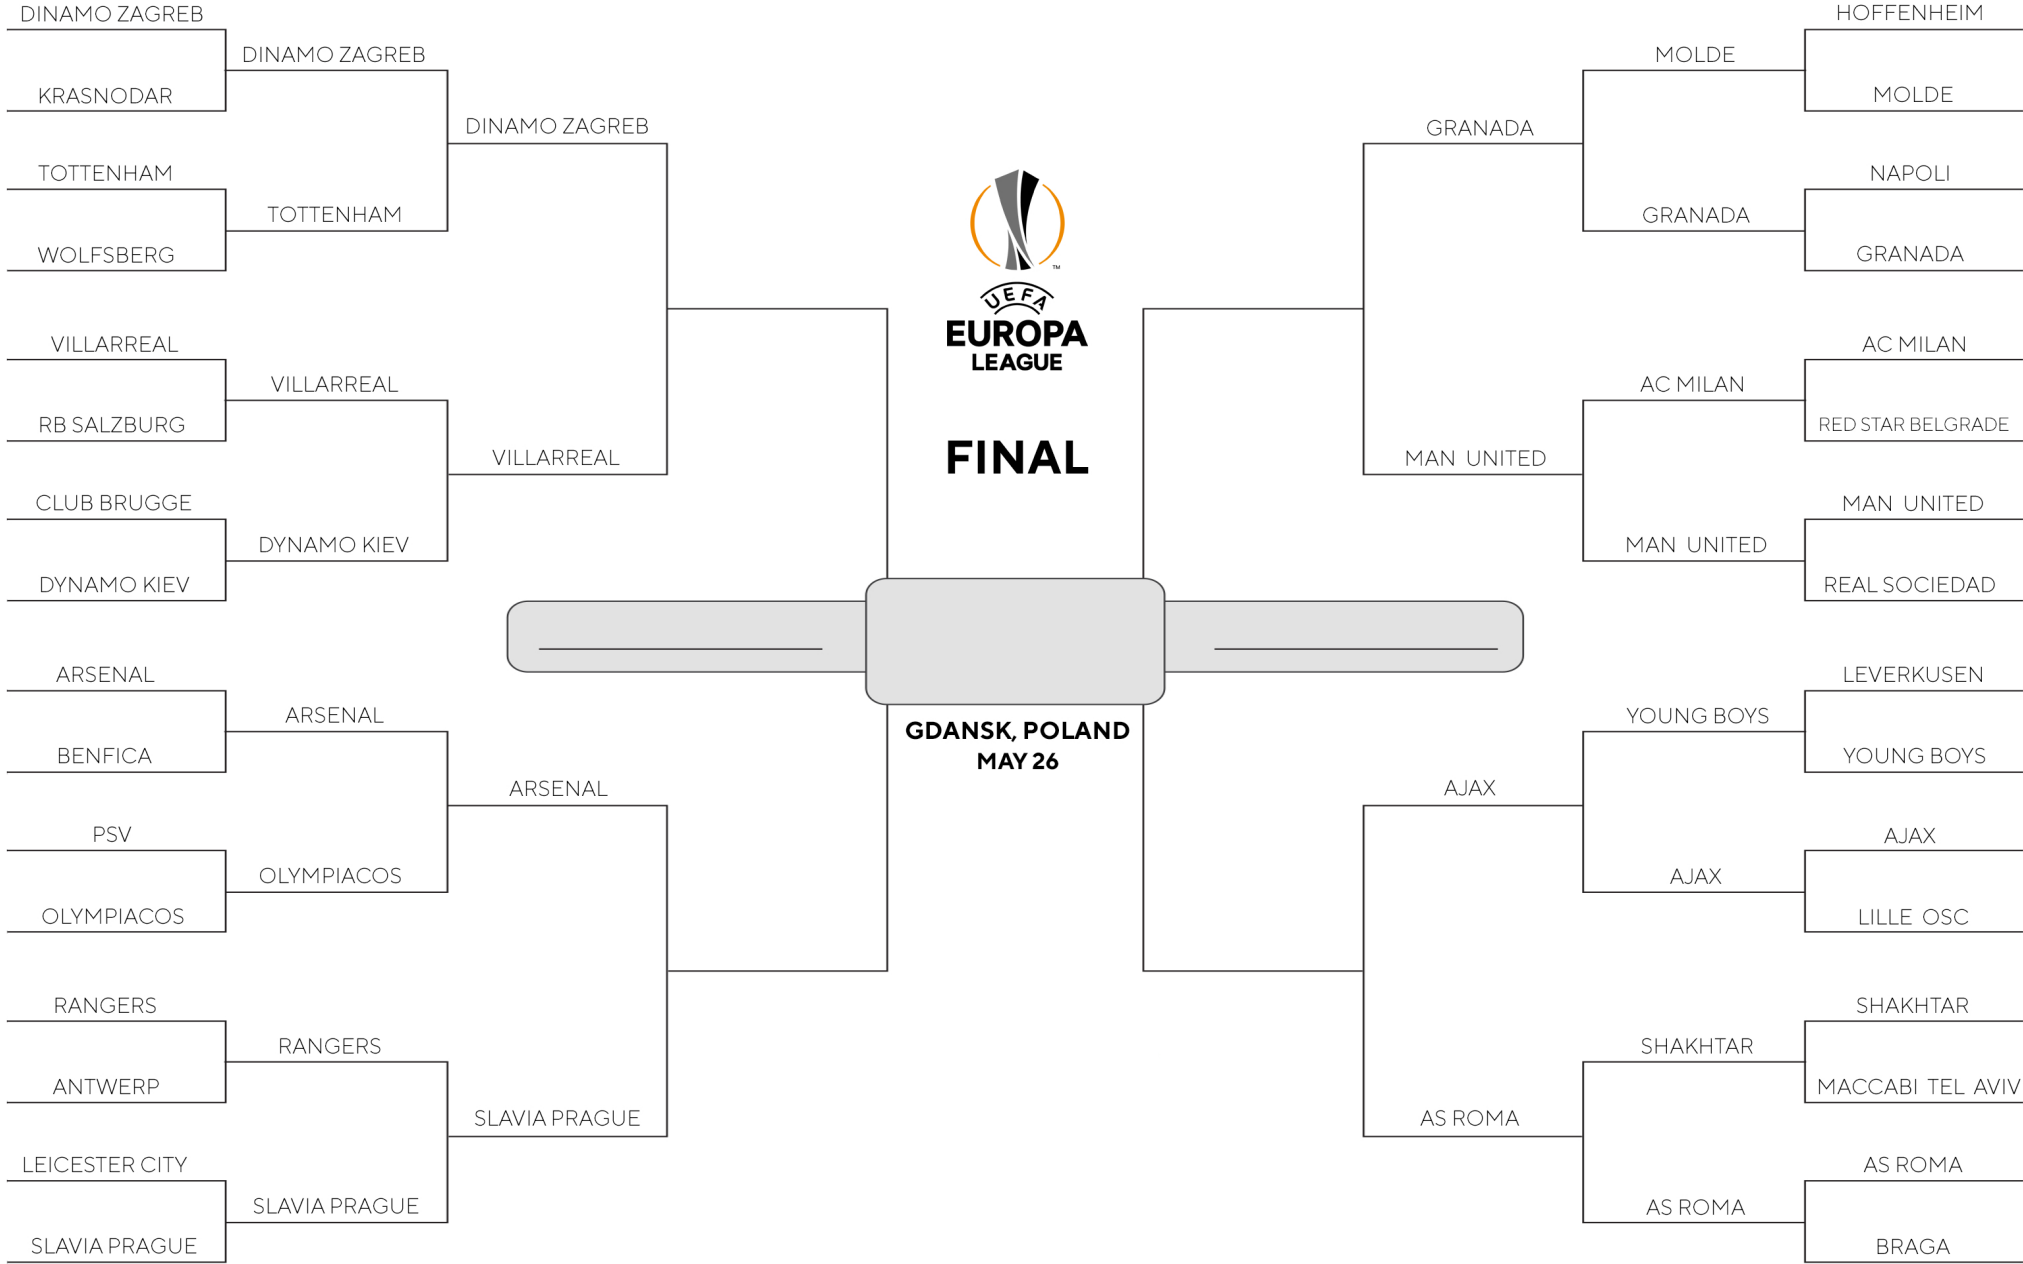 DINAMO ZAGREB
KRASNODAR
TOTTENHAM
WOLFSBERG
VILLARREAL
RB SALZBURG
CLUB BRUGGE
DYNAMO KIEV
ARSENAL
BENFICA
PSV
OLYMPIACOS
RANGERS
ANTWERP
LEICESTER CITY
SLAVIA PRAGUE
DINAMO ZAGREB
TOTTENHAM
VILLARREAL
DYNAMO KIEV
ARSENAL
OLYMPIACOS
RANGERS
SLAVIA PRAGUE
DINAMO ZAGREB
VILLARREAL
ARSENAL
SLAVIA PRAGUE
TM
UEFA
EUROPA
LEAGUE
FINAL
GDANSK, POLAND
MAY 26
GRANADA
MAN UNITED
AJAX
AS ROMA
MOLDE
GRANADA
AC MILAN
MAN UNITED
YOUNG BOYS
AJAX
SHAKHTAR
AS ROMA
HOFFENHEIM
MOLDE
NAPOLI
GRANADA
AC MILAN
RED STAR BELGRADE
MAN UNITED
REAL SOCIEDAD
LEVERKUSEN
YOUNG BOYS
AJAX
LILLE OSC
SHAKHTAR
MACCABI TEL AVIV
AS ROMA
BRAGA